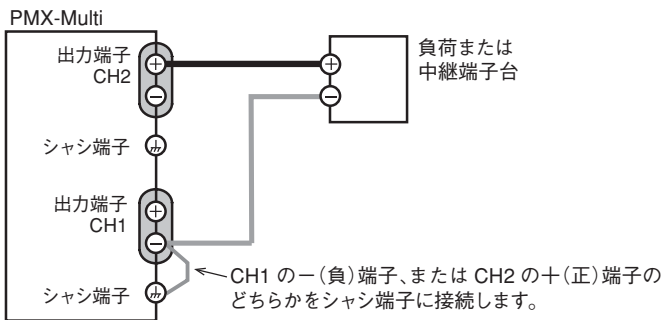 PMX-Multi
出力端子
CH2
負荷または
中継端子台
シャシ端子
出力端子
CH1
シャシ端子
CH1 の－(負)端子、または CH2 の＋(正)端子の
どちらかをシャシ端子に接続します。